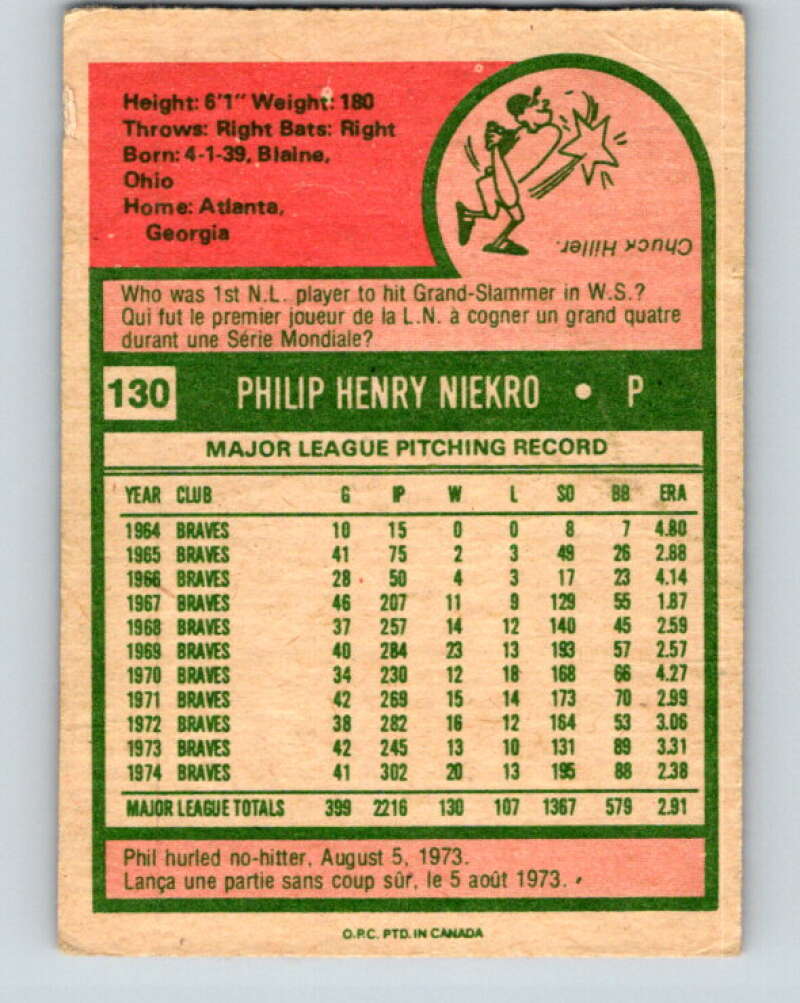 Height: 6'1" Weight: 180
Throws: Right Bats: Right
Born: 4-1-39, Blaine,
Ohio
Home: Atlanta,
Georgia
Chuck Hiller.
Who was 1st N.L. player to hit Grand-Slammer in W.S.?
Qui fut le premier joueur de la L.N. à cogner un grand quatre
durant une Série Mondiale?
130 PHILIP HENRY NIEKRO • P
MAJOR LEAGUE PITCHING RECORD
YEAR CLUB G IP W L SO BB ERA
1964 BRAVES 10 15 0 0 8 7 4.80
1965 BRAVES 41 75 2 3 49 26 2.88
1966 BRAVES 28 50 4 3 17 23 4.14
1967 BRAVES 46 207 11 9 129 55 1.87
1968 BRAVES 37 257 14 12 140 45 2.59
1969 BRAVES 40 284 23 13 193 57 2.57
1970 BRAVES 34 230 12 18 168 66 4.27
1971 BRAVES 42 269 15 14 173 70 2.99
1972 BRAVES 38 282 16 12 164 53 3.06
1973 BRAVES 42 245 13 10 131 89 3.31
1974 BRAVES 41 302 20 13 195 88 2.38
MAJOR LEAGUE TOTALS 399 2216 130 107 1367 579 2.91
Phil hurled no-hitter, August 5, 1973.
Lança une partie sans coup sûr, le 5 août 1973.
O.P.C. PTD. IN CANADA